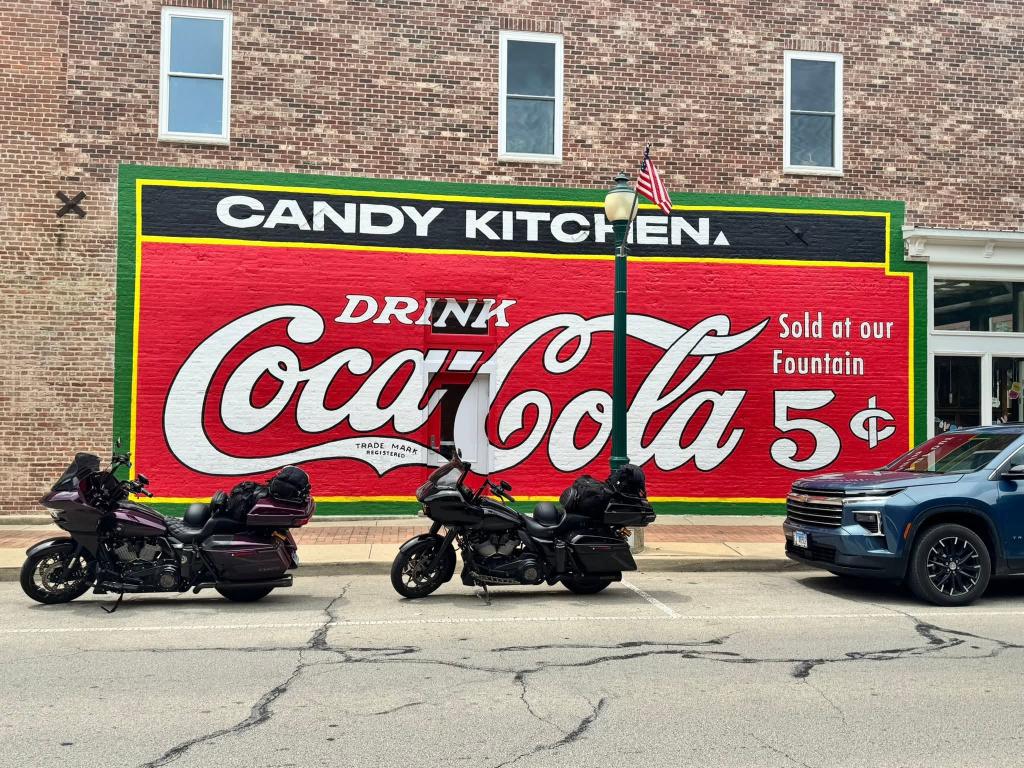 CANDY KITCHEN
DRINK
Coca-Cola
TRADE MARK
REGISTERED
Sold at our
Fountain
5¢